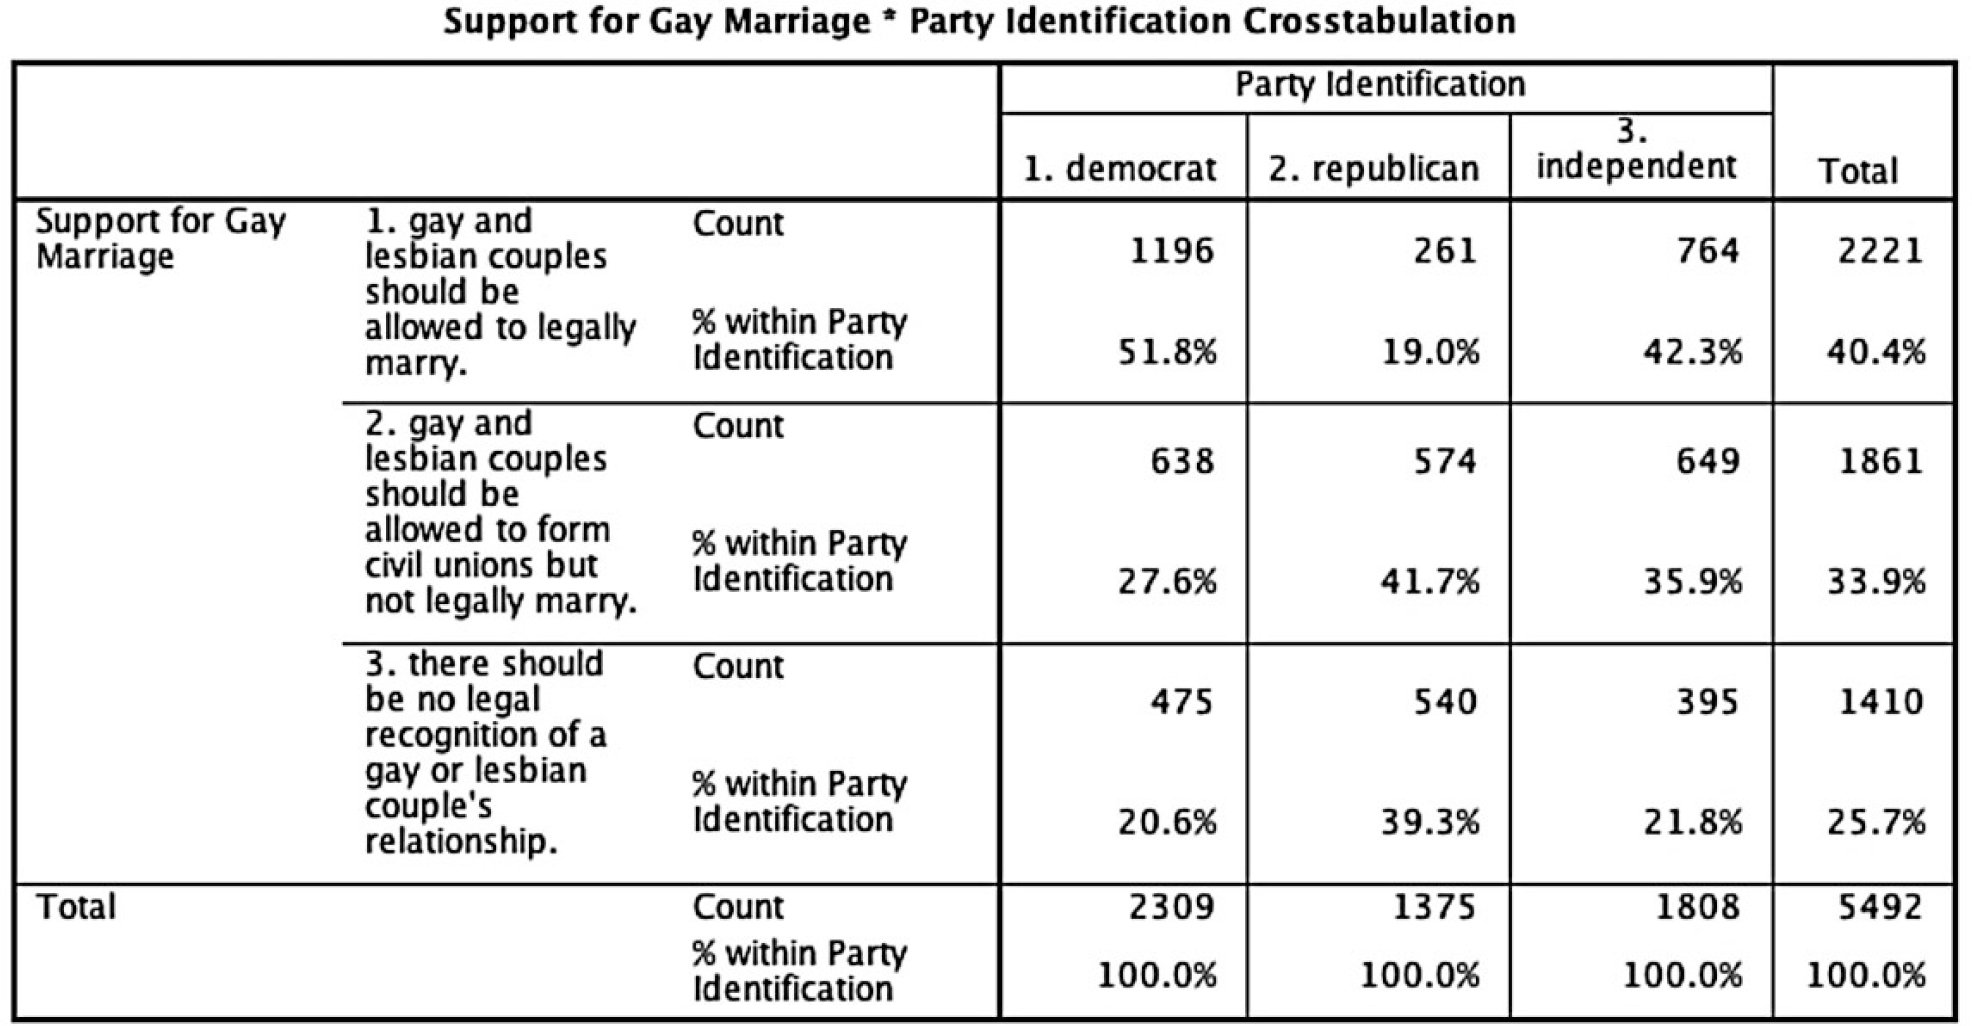 Support for Gay Marriage * Party Identification Crosstabulation
Party Identification
1. democrat
2. republican
3.
independent
Total
Support for Gay
Marriage
1. gay and
lesbian couples
should be
allowed to legally
marry.
Count
1196
261
764
2221
% within Party
Identification
51.8%
19.0%
42.3%
40.4%
2. gay and
lesbian couples
should be
allowed to form
civil unions but
not legally marry.
Count
638
574
649
1861
% within Party
Identification
27.6%
41.7%
35.9%
33.9%
3. there should
be no legal
recognition of a
gay or lesbian
couple's
relationship.
Count
475
540
395
1410
% within Party
Identification
20.6%
39.3%
21.8%
25.7%
Total
Count
2309
1375
1808
5492
% within Party
Identification
100.0%
100.0%
100.0%
100.0%